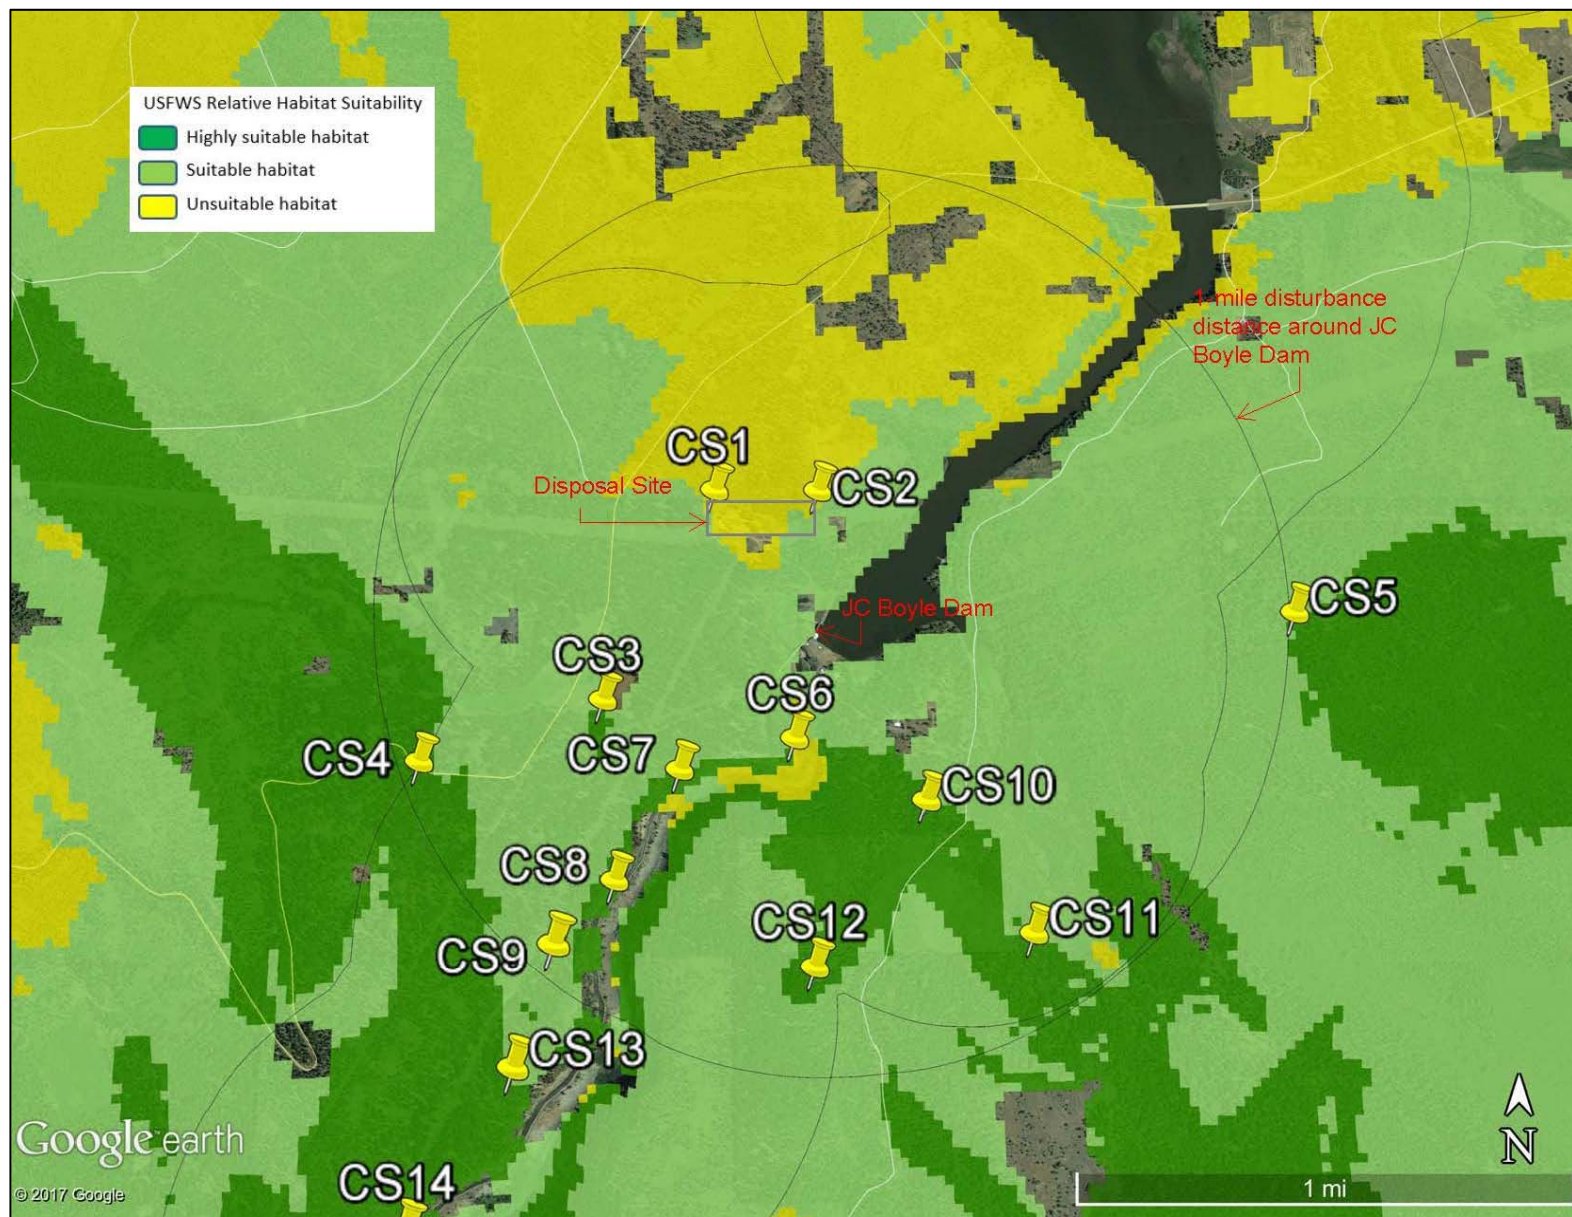 USFWS Relative Habitat Suitability
Highly suitable habitat
Suitable habitat
Unsuitable habitat
1-mile disturbance
distance around JC
Boyle Dam
CS1
CS2
Disposal Site
JC Boyle Dam
CS5
CS3
CS6
CS4
CS7
CS10
CS8
CS12
CS11
CS9
CS13
CS14
Google earth
© 2017 Google
N
1 mi